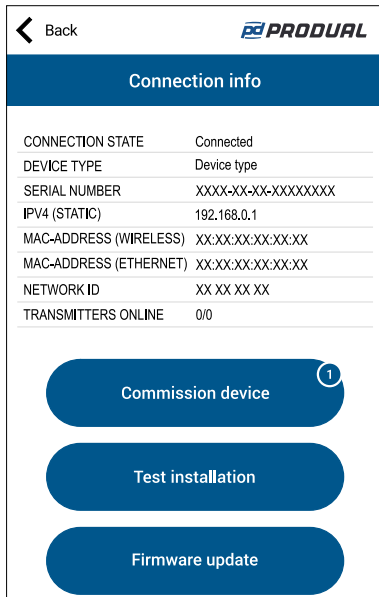 Back
pd PRODUAL
Connection info
CONNECTION STATE Connected
DEVICE TYPE Device type
SERIAL NUMBER XXXX-XX-XX-XXXXXXXX
IPV4 (STATIC) 192.168.0.1
MAC-ADDRESS (WIRELESS) XX:XX:XX:XX:XX:XX
MAC-ADDRESS (ETHERNET) XX:XX:XX:XX:XX:XX
NETWORK ID XX XX XX XX
TRANSMITTERS ONLINE 0/0
1
Commission device
Test installation
Firmware update